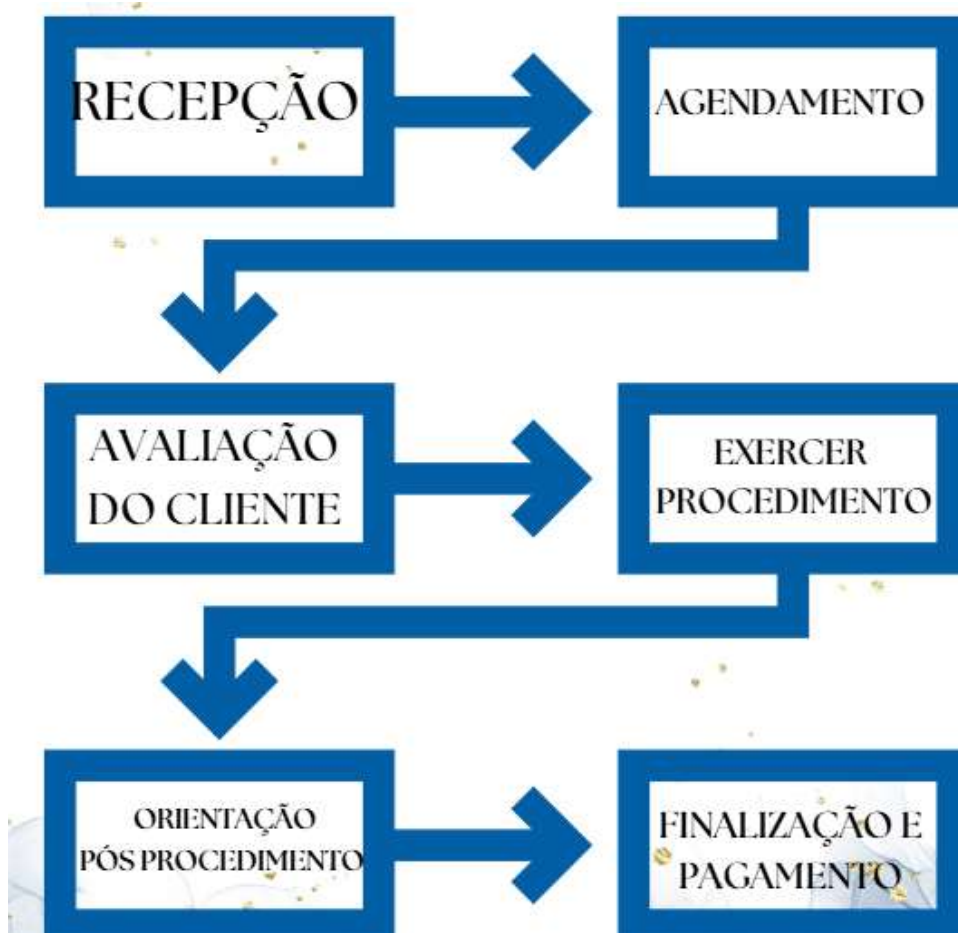 RECEPÇÃO
AGENDAMENTO
AVALIAÇÃO
DO CLIENTE
EXERCER
PROCEDIMENTO
ORIENTAÇÃO
PÓS PROCEDIMENTO
FINALIZAÇÃO E
PAGAMENTO